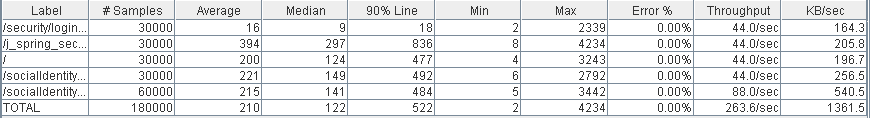 Label # Samples Average Median 90% Line Min Max Error % Throughput KB/sec
/security/login... 30000 16 9 18 2 2339 0.00% 44.0/sec 164.3
/j_spring_sec... 30000 394 297 836 8 4234 0.00% 44.0/sec 205.8
/ 30000 200 124 477 4 3243 0.00% 44.0/sec 196.7
/socialIdentity... 30000 221 149 492 6 2792 0.00% 44.0/sec 256.5
/socialIdentity... 60000 215 141 484 5 3442 0.00% 88.0/sec 540.5
TOTAL 180000 210 122 522 2 4234 0.00% 263.6/sec 1361.5